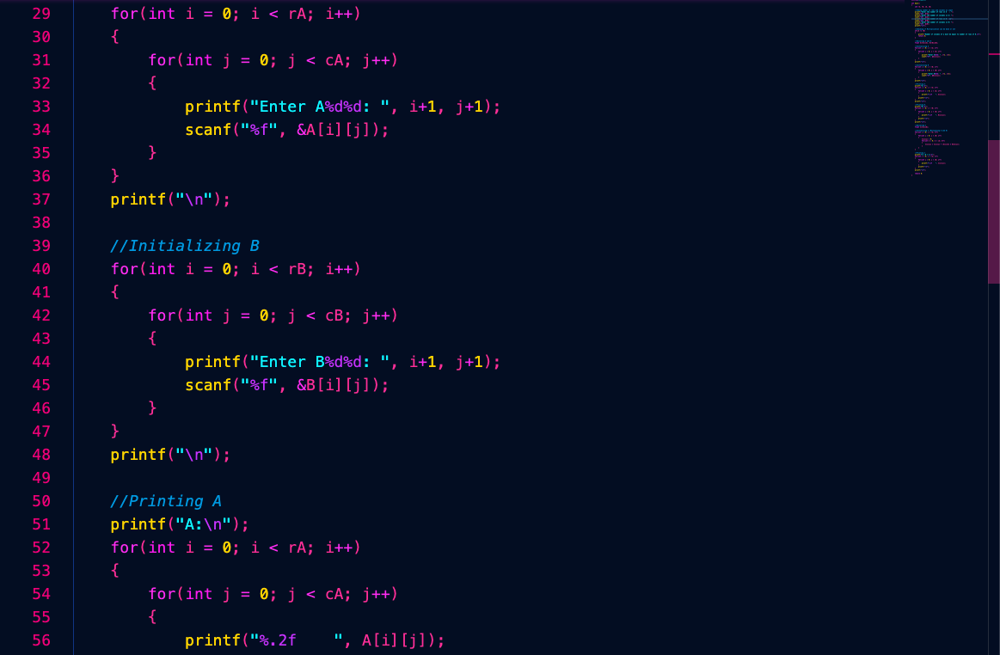 29 for(int i = 0; i < rA; i++)
30 {
31 for(int j = 0; j < cA; j++)
32 {
33 printf("Enter A%d%d: ", i+1, j+1);
34 scanf("%f", &A[i][j]);
35 }
36 }
37 printf("\n");
38
39 //Initializing B
40 for(int i = 0; i < rB; i++)
41 {
42 for(int j = 0; j < cB; j++)
43 {
44 printf("Enter B%d%d: ", i+1, j+1);
45 scanf("%f", &B[i][j]);
46 }
47 }
48 printf("\n");
49
50 //Printing A
51 printf("A:\n");
52 for(int i = 0; i < rA; i++)
53 {
54 for(int j = 0; j < cA; j++)
55 {
56 printf("%.2f    ", A[i][j]);